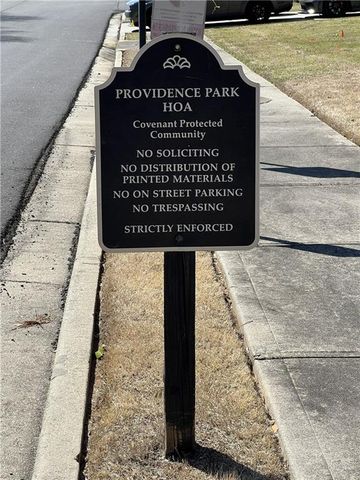 PROVIDENCE PARK
HOA
Covenant Protected
Community
NO SOLICITING
NO DISTRIBUTION OF
PRINTED MATERIALS
NO ON STREET PARKING
NO TRESPASSING
STRICTLY ENFORCED